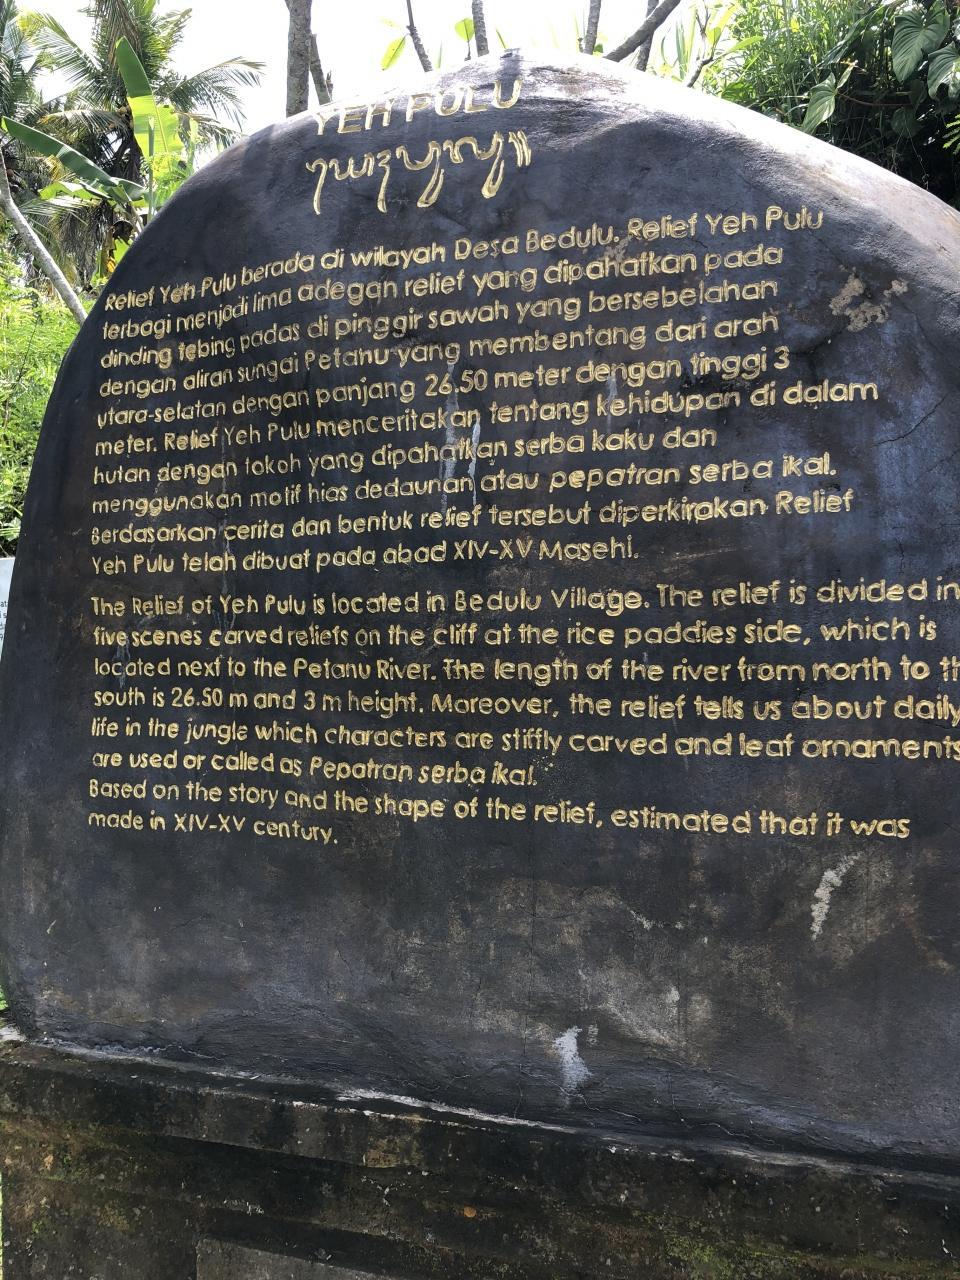 YEH PULU
Relief Yeh Pulu berada di wilayah Desa Bedulu. Relief Yeh Pulu
terbagi menjadi lima adegan relief yang dipahatkan pada
dinding tebing padas di pinggir sawah yang bersebelahan
dengan aliran sungai Petanu yang membentang dari arah
utara-selatan dengan panjang 26.50 meter dengan tinggi 3
meter. Relief Yeh Pulu menceritakan tentang kehidupan di dalam
hutan dengan tokoh yang dipahatkan serba kaku dan
menggunakan motif hias dedaunan atau pepatran serba ikal.
Berdasarkan cerita dan bentuk relief tersebut diperkirakan Relief
Yeh Pulu telah dibuat pada abad XIV-XV Masehi.
The Relief of Yeh Pulu is located in Bedulu Village. The relief is divided in
five scenes carved reliefs on the cliff at the rice paddies side, which is
located next to the Petanu River. The length of the river from north to
south is 26.50 m and 3 m height. Moreover, the relief tells us about daily
life in the jungle which characters are stiffly carved and leaf ornaments
are used or called as Pepatran serba ikal.
Based on the story and the shape of the relief, estimated that it was
made in XIV-XV century.